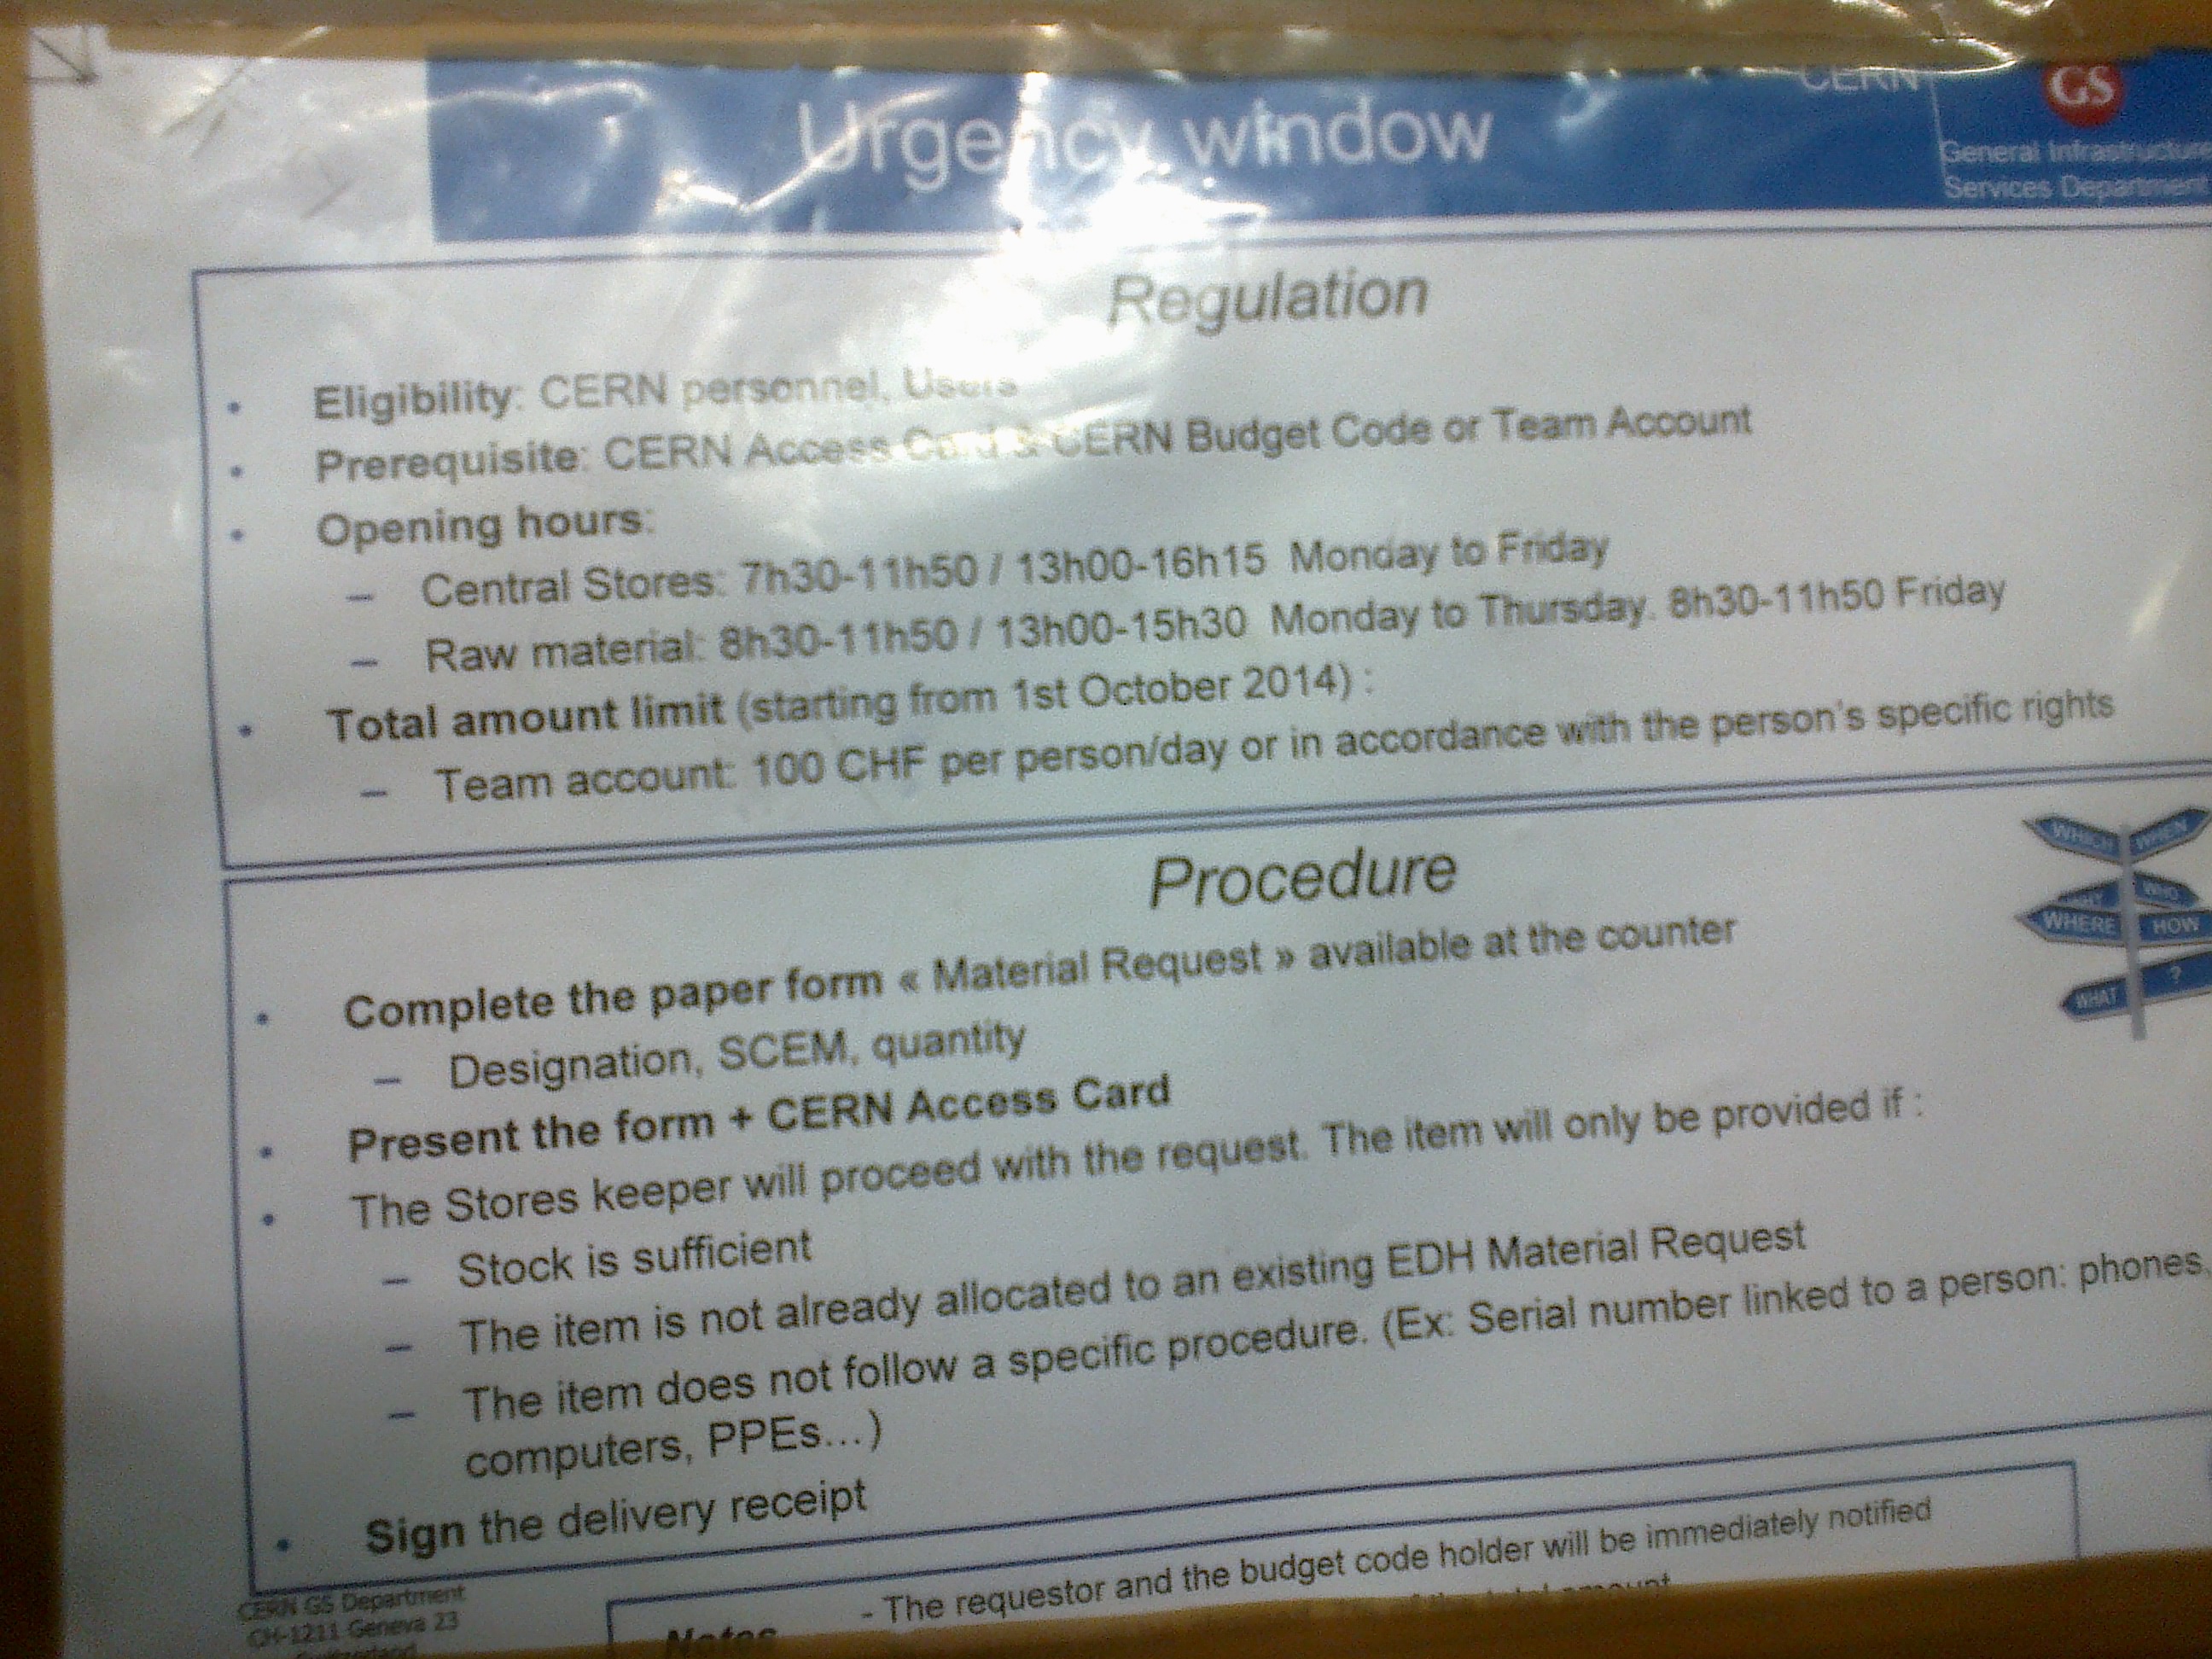 Urgency window
CERN
GS
General Infrastructure
Services Department
Regulation
• Eligibility: CERN personnel, Users
• Prerequisite: CERN Access Card & CERN Budget Code or Team Account
• Opening hours:
– Central Stores: 7h30-11h50 / 13h00-16h15 Monday to Friday
– Raw material: 8h30-11h50 / 13h00-15h30 Monday to Thursday. 8h30-11h50 Friday
• Total amount limit (starting from 1st October 2014) :
– Team account: 100 CHF per person/day or in accordance with the person's specific rights
Procedure
WHICH WHEN
WHY WHO
WHERE HOW
WHAT ?
• Complete the paper form « Material Request » available at the counter
– Designation, SCEM, quantity
• Present the form + CERN Access Card
• The Stores keeper will proceed with the request. The item will only be provided if :
– Stock is sufficient
– The item is not already allocated to an existing EDH Material Request
– The item does not follow a specific procedure. (Ex: Serial number linked to a person: phones,
computers, PPEs...)
• Sign the delivery receipt
CERN GS Department
CH-1211 Geneva 23
Switzerland
Notes
- The requestor and the budget code holder will be immediately notified
total amount